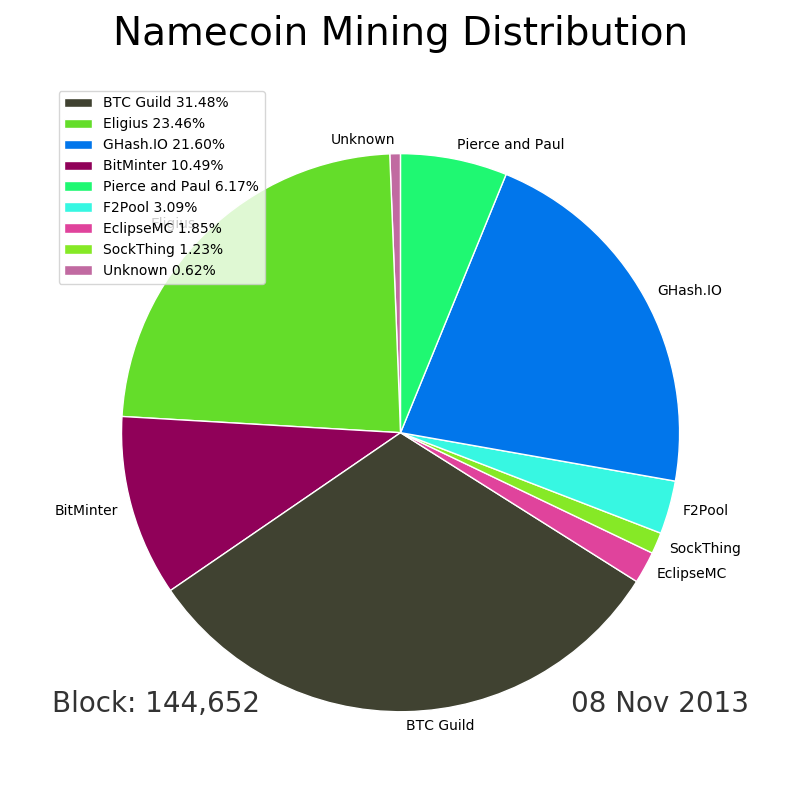 Namecoin Mining Distribution
BTC Guild 31.48%
Eligius 23.46%
GHash.IO 21.60%
BitMinter 10.49%
Pierce and Paul 6.17%
F2Pool 3.09%
EclipseMC 1.85%
SockThing 1.23%
Unknown 0.62%
Unknown
Pierce and Paul
Eligius
GHash.IO
BitMinter
F2Pool
SockThing
EclipseMC
BTC Guild
Block: 144,652
08 Nov 2013